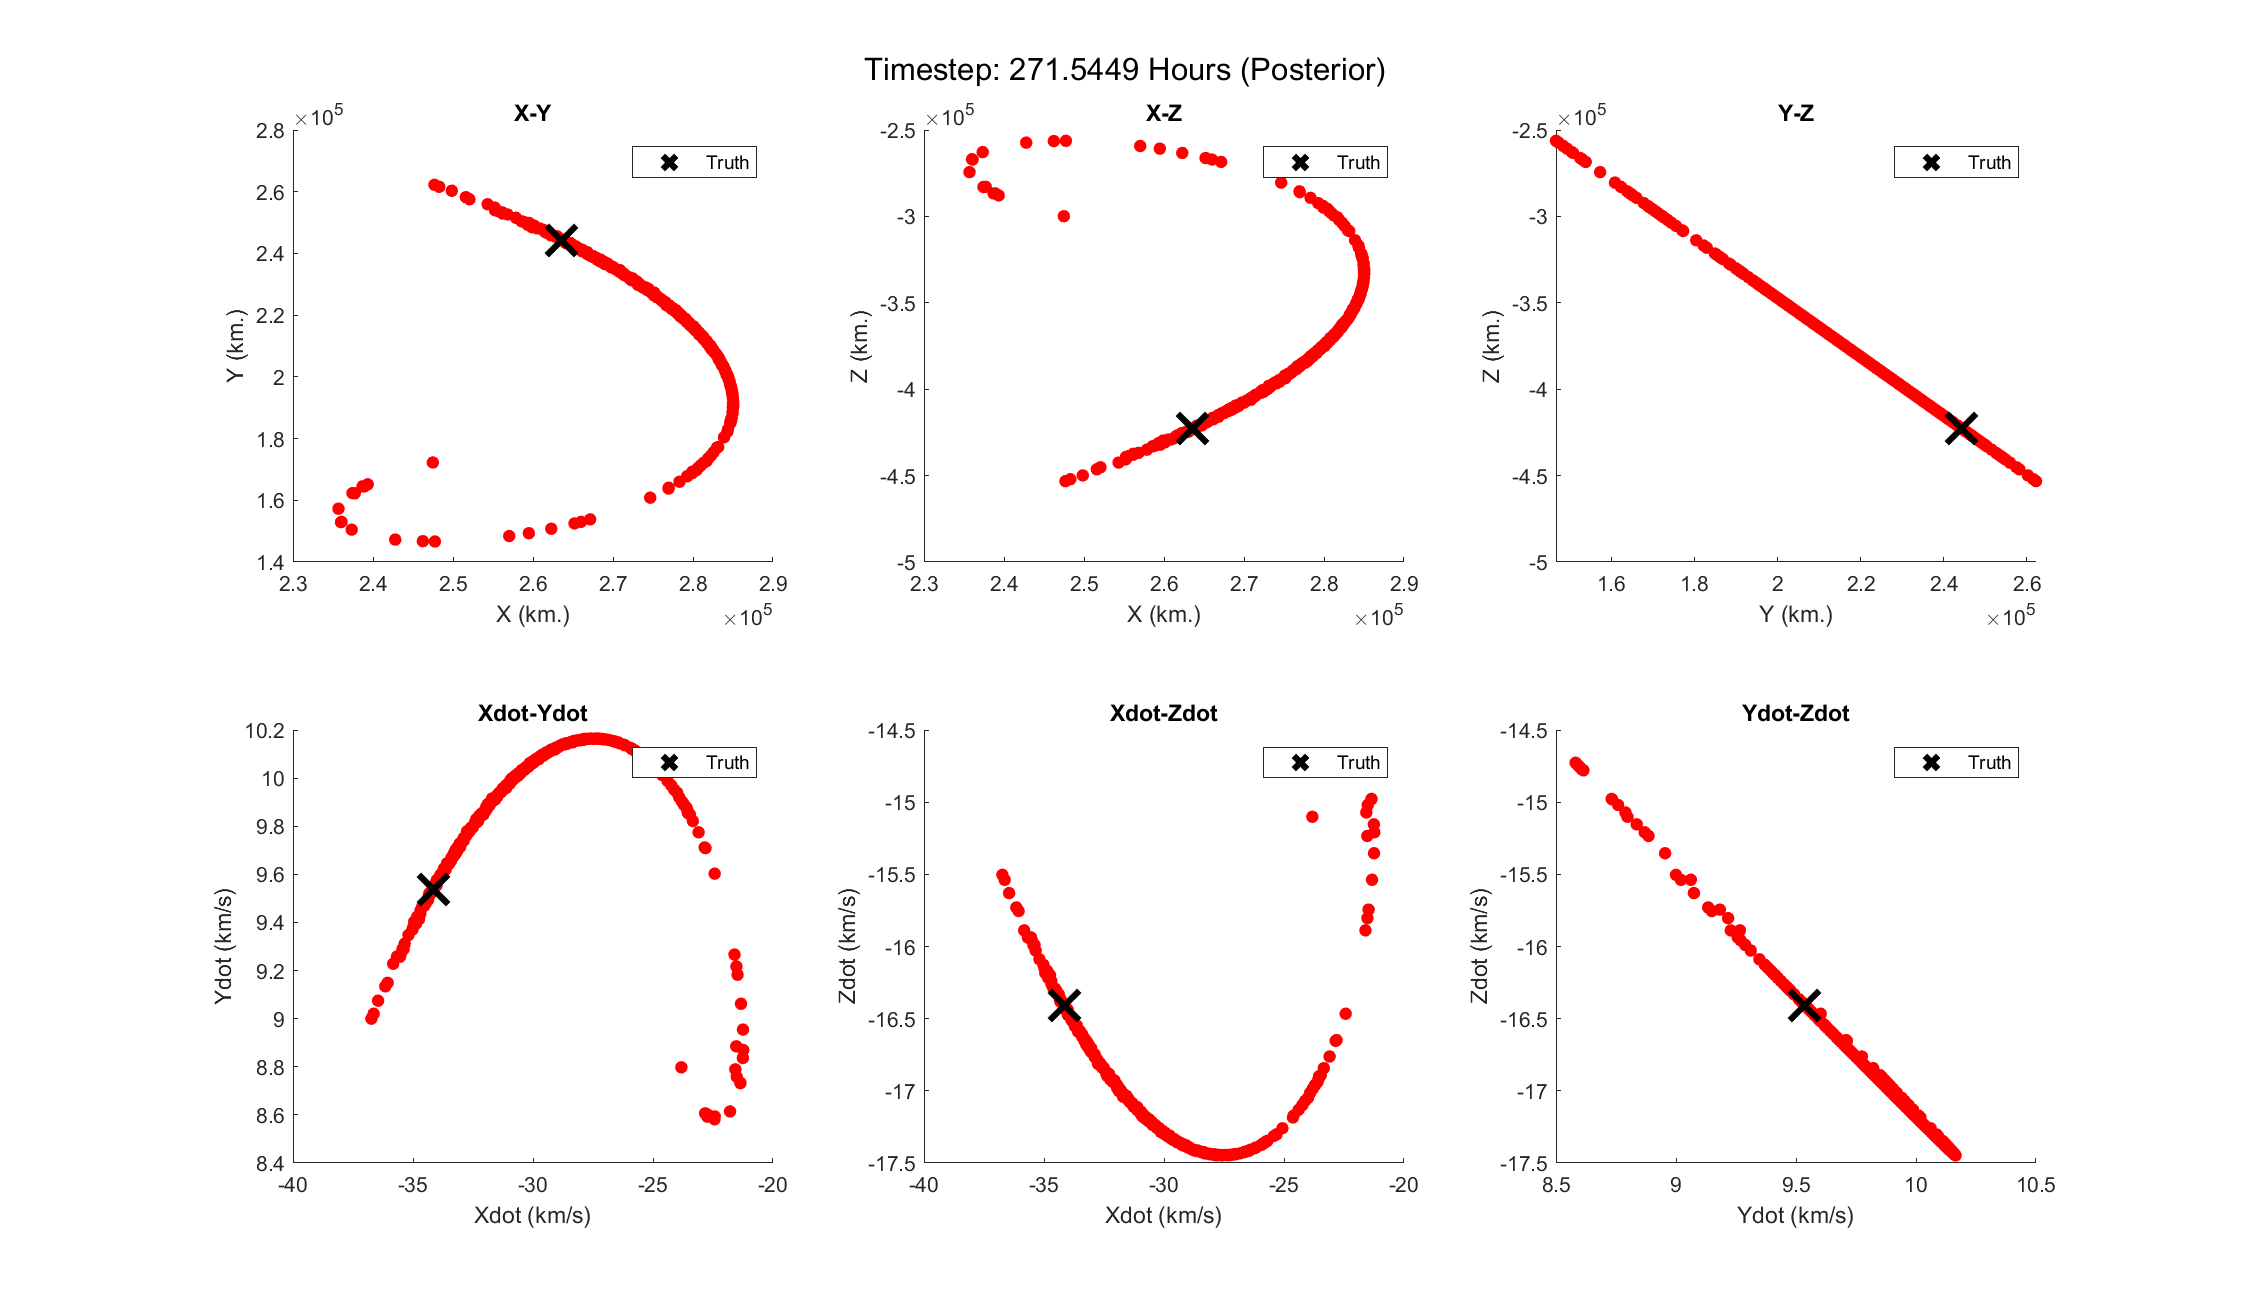 Timestep: 271.5449 Hours (Posterior)
X-Y
×10^5
2.8
2.6
2.4
2.2
2
1.8
1.6
1.4
Y (km.)
2.3 2.4 2.5 2.6 2.7 2.8 2.9
X (km.)
×10^5
Truth
X-Z
×10^5
-2.5
-3
-3.5
-4
-4.5
-5
Z (km.)
2.3 2.4 2.5 2.6 2.7 2.8 2.9
X (km.)
×10^5
Truth
Y-Z
×10^5
-2.5
-3
-3.5
-4
-4.5
-5
Z (km.)
1.6 1.8 2 2.2 2.4 2.6
Y (km.)
×10^5
Truth
Xdot-Ydot
10.2
10
9.8
9.6
9.4
9.2
9
8.8
8.6
8.4
Ydot (km/s)
-40 -35 -30 -25 -20
Xdot (km/s)
Truth
Xdot-Zdot
-14.5
-15
-15.5
-16
-16.5
-17
-17.5
Zdot (km/s)
-40 -35 -30 -25 -20
Xdot (km/s)
Truth
Ydot-Zdot
-14.5
-15
-15.5
-16
-16.5
-17
-17.5
Zdot (km/s)
8.5 9 9.5 10 10.5
Ydot (km/s)
Truth